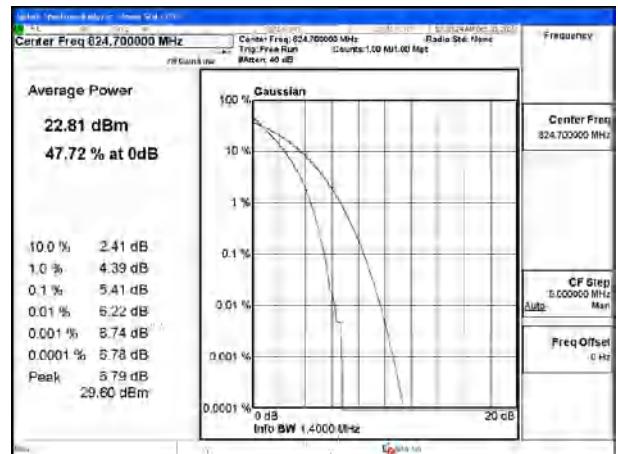 Center Freq 824.700000 MHz
Center Freq: 824.700000 MHz
Radio Std: None
Trig: Free Run
Counts:1.00 M/1.00 Mpt
#Atten: 40 dB
Frequency
Average Power
22.81 dBm
47.72 % at 0dB
10.0 % 2.41 dB
1.0 % 4.39 dB
0.1 % 5.41 dB
0.01 % 6.22 dB
0.001 % 6.74 dB
0.0001 % 6.78 dB
Peak 6.79 dB
29.60 dBm
Gaussian
100 %
10 %
1 %
0.1 %
0.01 %
0.001 %
0.0001 %
0 dB
20 dB
Info BW 1.4000 MHz
Center Freq
824.700000 MHz
CF Step
5.000000 MHz
Auto Man
Freq Offset
0 Hz